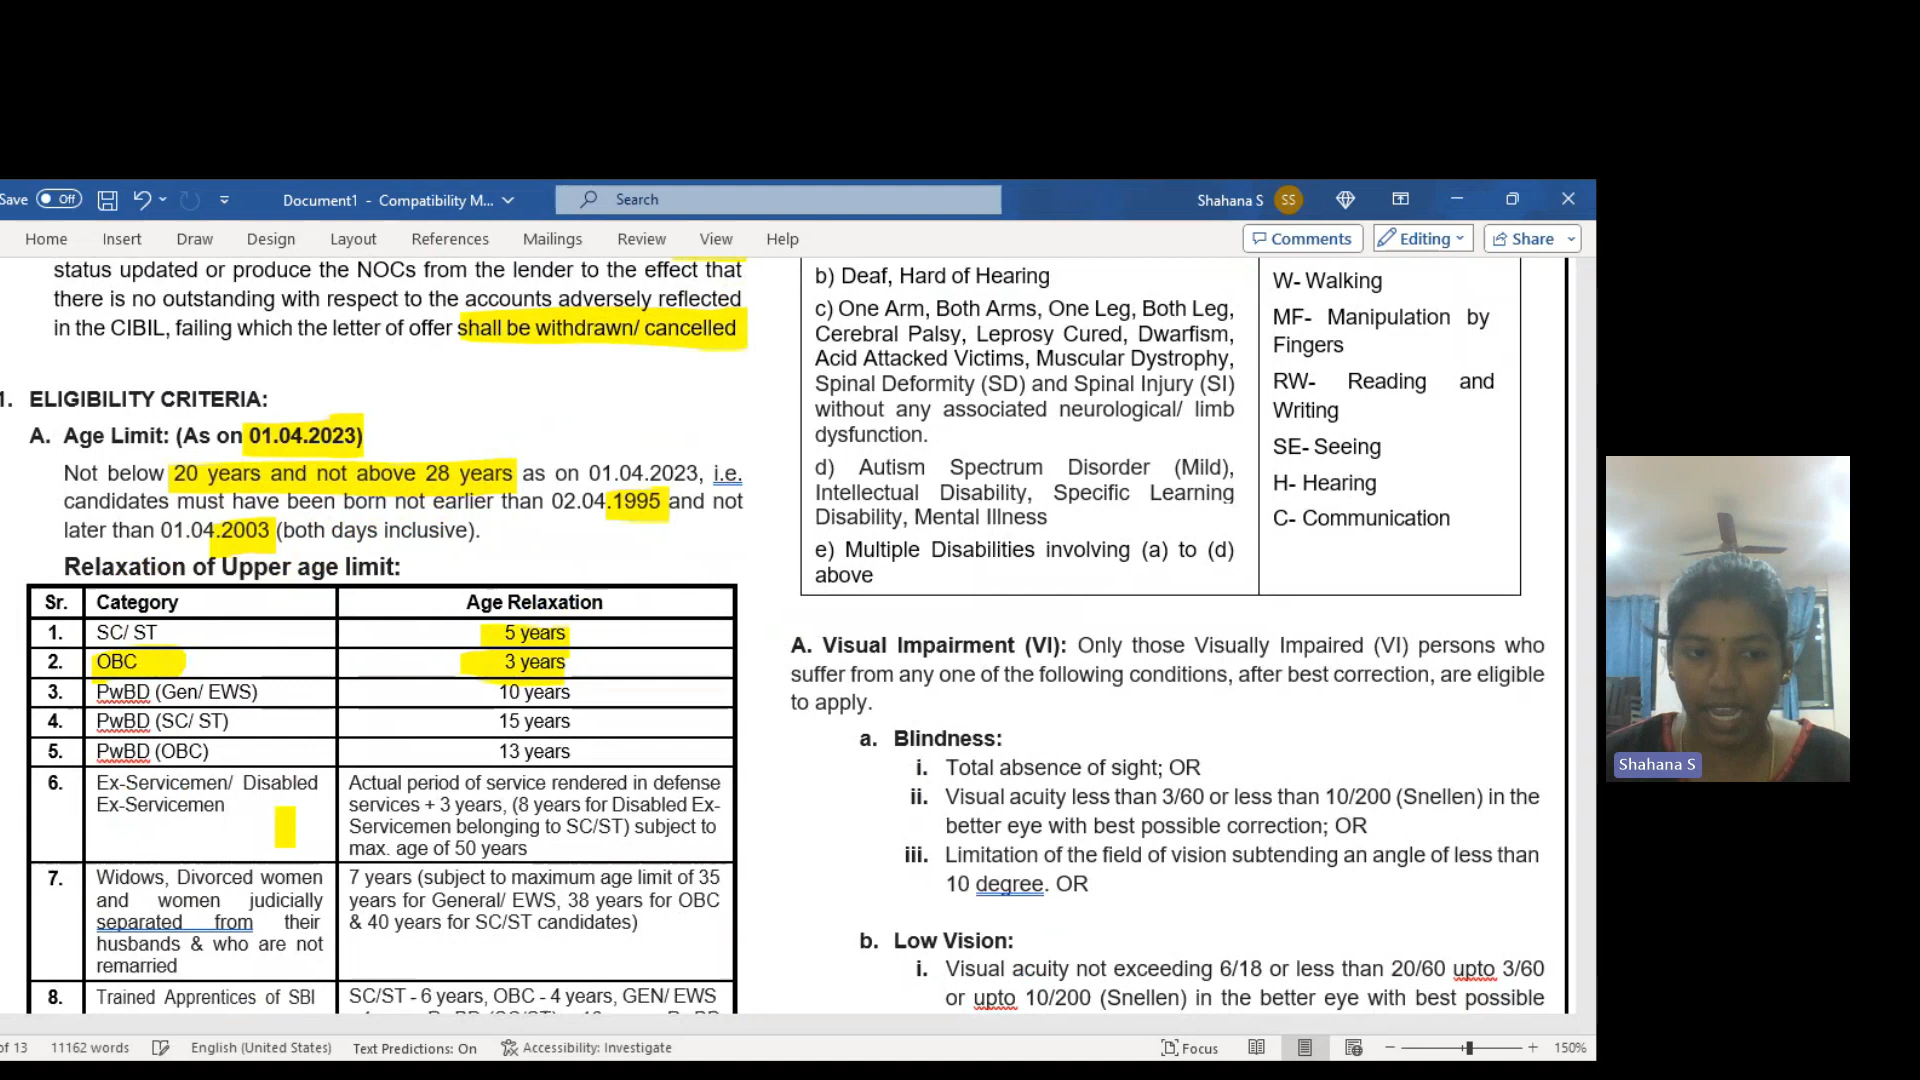 Save Off Document1 - Compatibility M... Search Shahana S SS
Home Insert Draw Design Layout References Mailings Review View Help Comments Editing Share
status updated or produce the NOCs from the lender to the effect that
there is no outstanding with respect to the accounts adversely reflected
in the CIBIL, failing which the letter of offer shall be withdrawn/ cancelled
1. ELIGIBILITY CRITERIA:
A. Age Limit: (As on 01.04.2023)
Not below 20 years and not above 28 years as on 01.04.2023, i.e.
candidates must have been born not earlier than 02.04.1995 and not
later than 01.04.2003 (both days inclusive).
Relaxation of Upper age limit:
Sr. Category Age Relaxation
1. SC/ ST 5 years
2. OBC 3 years
3. PwBD (Gen/ EWS) 10 years
4. PwBD (SC/ ST) 15 years
5. PwBD (OBC) 13 years
6. Ex-Servicemen/ Disabled
Ex-Servicemen
Actual period of service rendered in defense
services + 3 years, (8 years for Disabled Ex-
Servicemen belonging to SC/ST) subject to
max. age of 50 years
7. Widows, Divorced women
and women judicially
separated from their
husbands & who are not
remarried
7 years (subject to maximum age limit of 35
years for General/ EWS, 38 years for OBC
& 40 years for SC/ST candidates)
8. Trained Apprentices of SBI SC/ST - 6 years, OBC - 4 years, GEN/ EWS
b) Deaf, Hard of Hearing
c) One Arm, Both Arms, One Leg, Both Leg,
Cerebral Palsy, Leprosy Cured, Dwarfism,
Acid Attacked Victims, Muscular Dystrophy,
Spinal Deformity (SD) and Spinal Injury (SI)
without any associated neurological/ limb
dysfunction.
d) Autism Spectrum Disorder (Mild),
Intellectual Disability, Specific Learning
Disability, Mental Illness
e) Multiple Disabilities involving (a) to (d)
above
W- Walking
MF- Manipulation by
Fingers
RW- Reading and
Writing
SE- Seeing
H- Hearing
C- Communication
A. Visual Impairment (VI): Only those Visually Impaired (VI) persons who
suffer from any one of the following conditions, after best correction, are eligible
to apply.
a. Blindness:
i. Total absence of sight; OR
ii. Visual acuity less than 3/60 or less than 10/200 (Snellen) in the
better eye with best possible correction; OR
iii. Limitation of the field of vision subtending an angle of less than
10 degree. OR
b. Low Vision:
i. Visual acuity not exceeding 6/18 or less than 20/60 upto 3/60
or upto 10/200 (Snellen) in the better eye with best possible
Shahana S
of 13 11162 words English (United States) Text Predictions: On Accessibility: Investigate Focus 150%